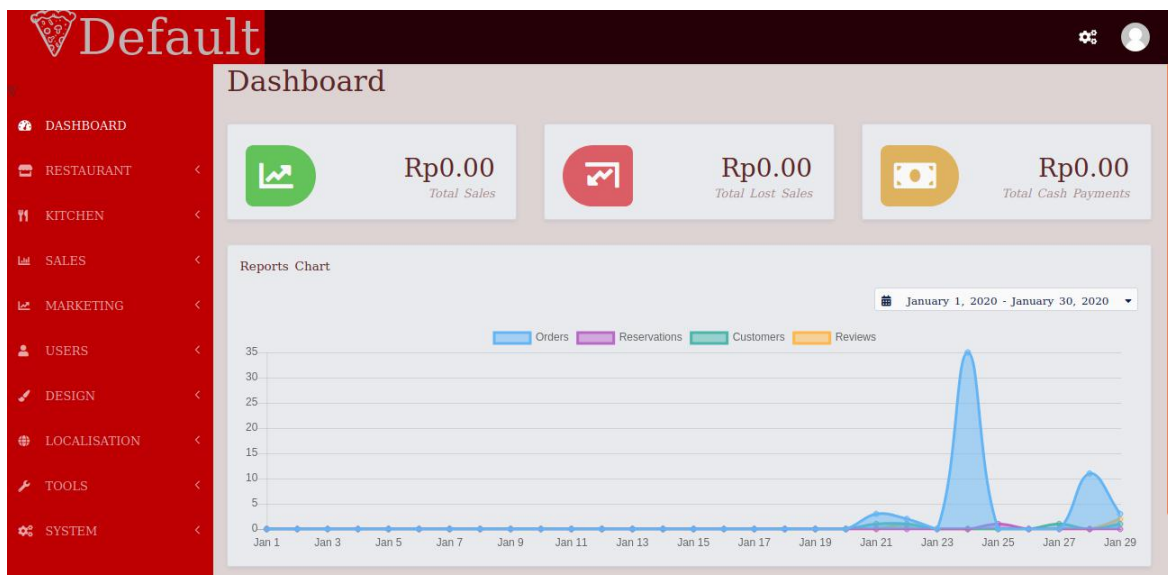 Default
Dashboard
DASHBOARD
RESTAURANT
KITCHEN
SALES
MARKETING
USERS
DESIGN
LOCALISATION
TOOLS
SYSTEM
Rp0.00
Total Sales
Rp0.00
Total Lost Sales
Rp0.00
Total Cash Payments
Reports Chart
January 1, 2020 - January 30, 2020
Orders Reservations Customers Reviews
35
30
25
20
15
10
5
0
Jan 1 Jan 3 Jan 5 Jan 7 Jan 9 Jan 11 Jan 13 Jan 15 Jan 17 Jan 19 Jan 21 Jan 23 Jan 25 Jan 27 Jan 29